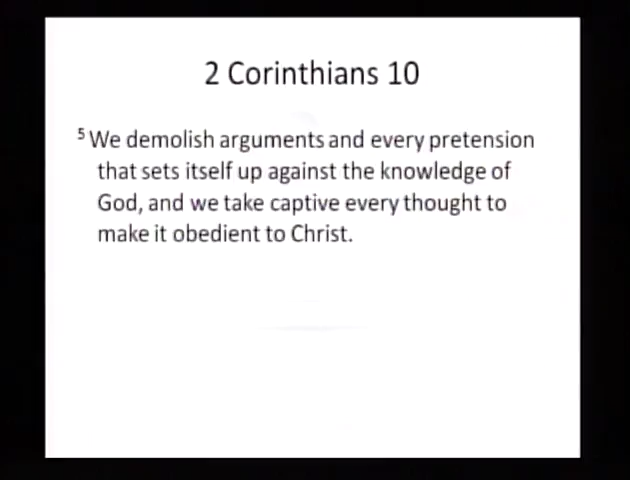 2 Corinthians 10
5 We demolish arguments and every pretension
that sets itself up against the knowledge of
God, and we take captive every thought to
make it obedient to Christ.